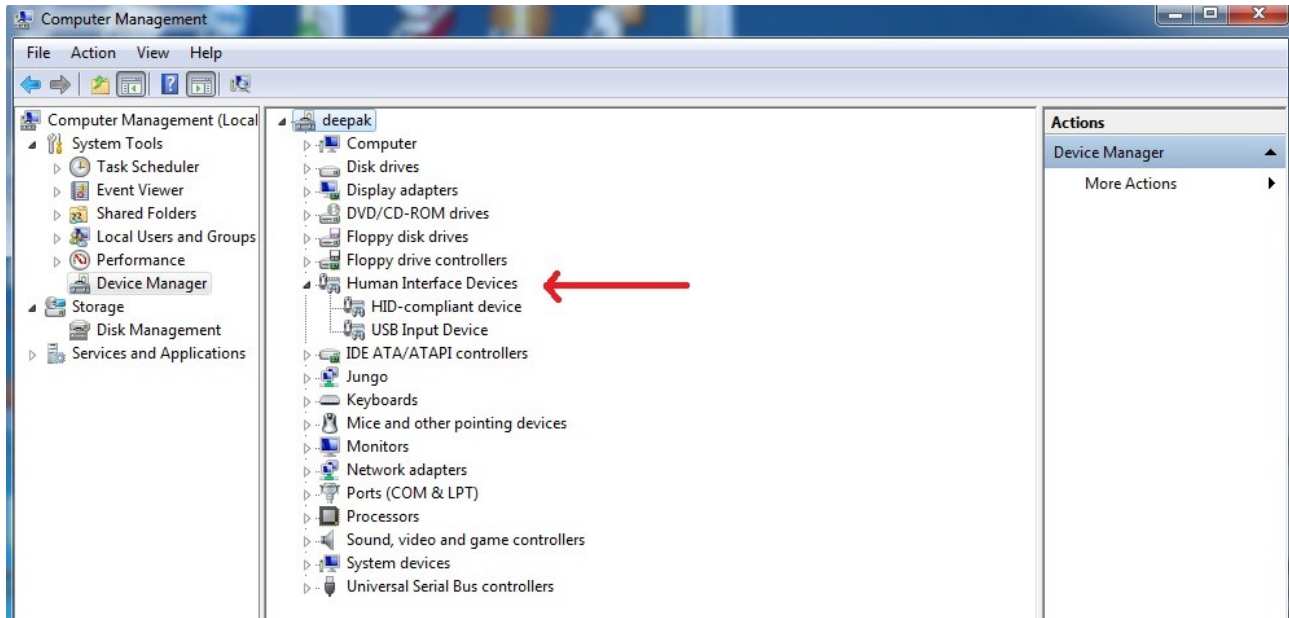 Computer Management
File Action View Help
Computer Management (Local
System Tools
Task Scheduler
Event Viewer
Shared Folders
Local Users and Groups
Performance
Device Manager
Storage
Disk Management
Services and Applications
deepak
Computer
Disk drives
Display adapters
DVD/CD-ROM drives
Floppy disk drives
Floppy drive controllers
Human Interface Devices
HID-compliant device
USB Input Device
IDE ATA/ATAPI controllers
Jungo
Keyboards
Mice and other pointing devices
Monitors
Network adapters
Ports (COM & LPT)
Processors
Sound, video and game controllers
System devices
Universal Serial Bus controllers
Actions
Device Manager
More Actions